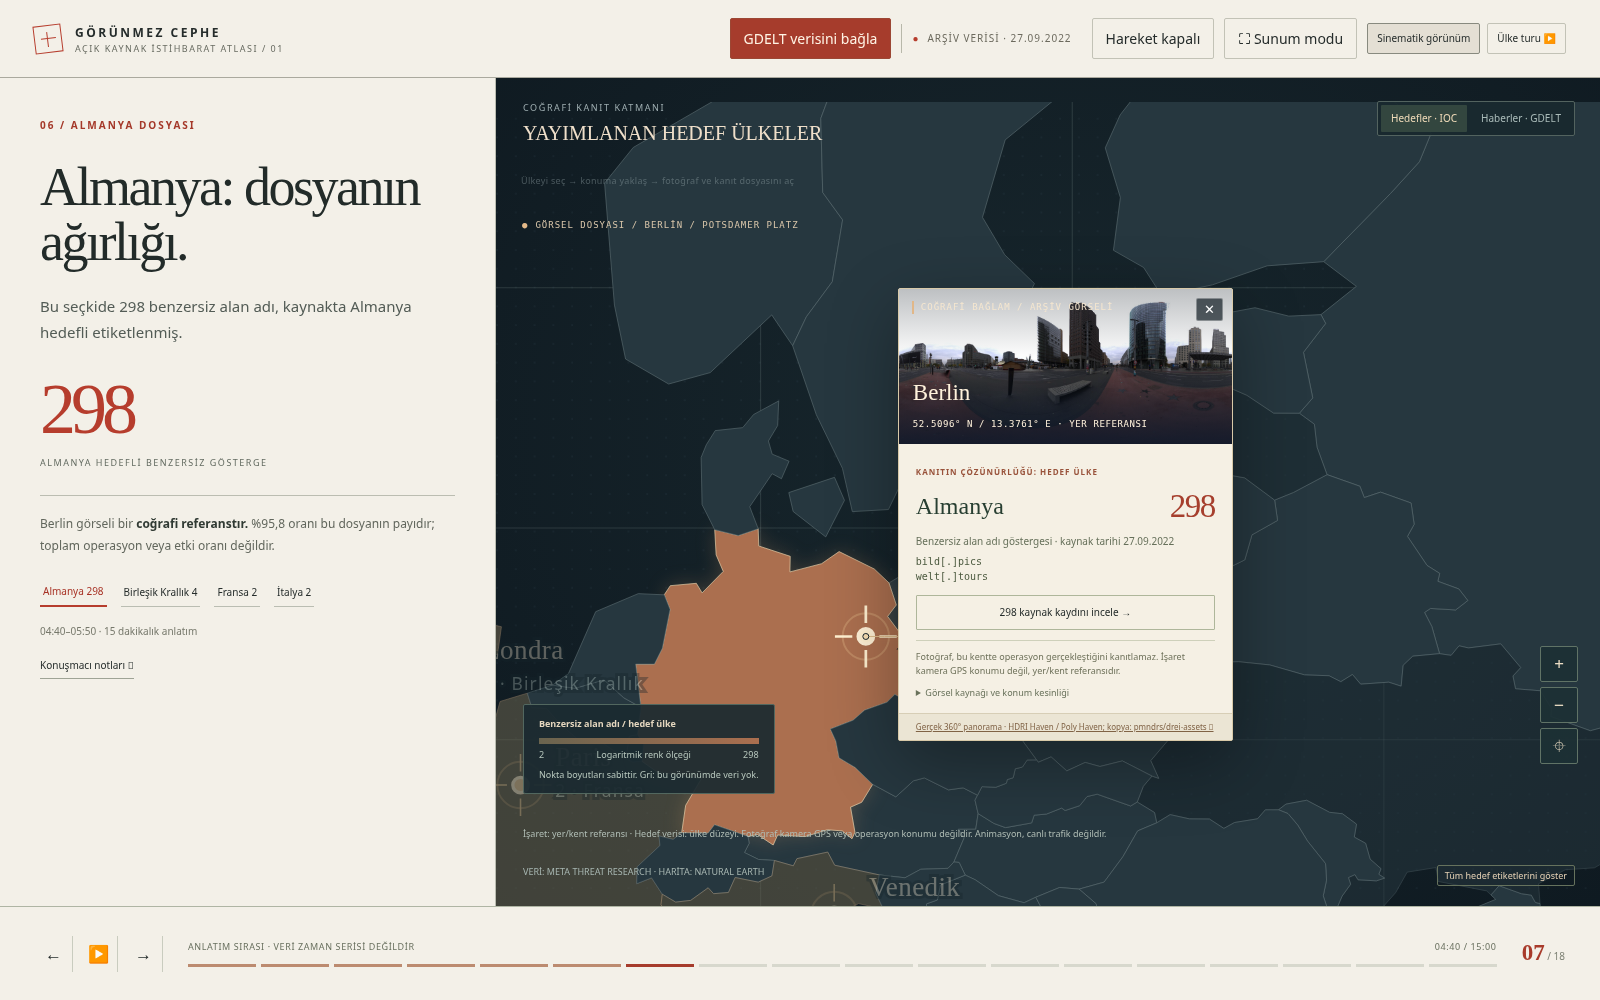 GÖRÜNMEZ CEPHE
AÇIK KAYNAK İSTİHBARAT ATLASI / 01
GDELT verisini bağla
ARŞİV VERİSİ · 27.09.2022
Hareket kapalı
Sunum modu
Sinematik görünüm
Ülke turu
06 / ALMANYA DOSYASI
Almanya: dosyanın
ağırlığı.
Bu seçkide 298 benzersiz alan adı, kaynakta Almanya
hedefli etiketlenmiş.
298
ALMANYA HEDEFLİ BENZERSİZ GÖSTERGE
Berlin görseli bir coğrafi referanstır. %95,8 oranı bu dosyanın payıdır;
toplam operasyon veya etki oranı değildir.
Almanya 298
Birleşik Krallık 4
Fransa 2
İtalya 2
04:40–05:50 · 15 dakikalık anlatım
Konuşmacı notları
COĞRAFİ KANIT KATMANI
YAYIMLANAN HEDEF ÜLKELER
Hedefler · IOC
Haberler · GDELT
Ülkeyi seç → konuma yaklaş → fotoğraf ve kanıt dosyasını aç
GÖRSEL DOSYASI / BERLİN / POTSDAMER PLATZ
COĞRAFİ BAĞLAM / ARŞİV GÖRSELİ
✕
Berlin
52.5096° N / 13.3761° E · YER REFERANSI
KANITIN ÇÖZÜNÜRLÜĞÜ: HEDEF ÜLKE
Almanya
298
Benzersiz alan adı göstergesi · kaynak tarihi 27.09.2022
bild[.]pics
welt[.]tours
298 kaynak kaydını incele →
Fotoğraf, bu kentte operasyon gerçekleştiğini kanıtlamaz. İşaret
kamera GPS konumu değil, yer/kent referansıdır.
▶ Görsel kaynağı ve konum kesinliği
Gerçek 360° panorama · HDRI Haven / Poly Haven; kopya: pmndrs/drei-assets
ondra
· Birleşik Krallık
Benzersiz alan adı / hedef ülke
2
Logaritmik renk ölçeği
298
Nokta boyutları sabittir. Gri: bu görünümde veri yok.
2 · Fransa
Venedik
+
−
İşaret: yer/kent referansı · Hedef verisi: ülke düzeyi. Fotoğraf kamera GPS veya operasyon konumu değildir. Animasyon, canlı trafik değildir.
VERİ: META THREAT RESEARCH · HARİTA: NATURAL EARTH
Tüm hedef etiketlerini göster
←
→
ANLATIM SIRASI · VERİ ZAMAN SERİSİ DEĞİLDİR
04:40 / 15:00
07 / 18